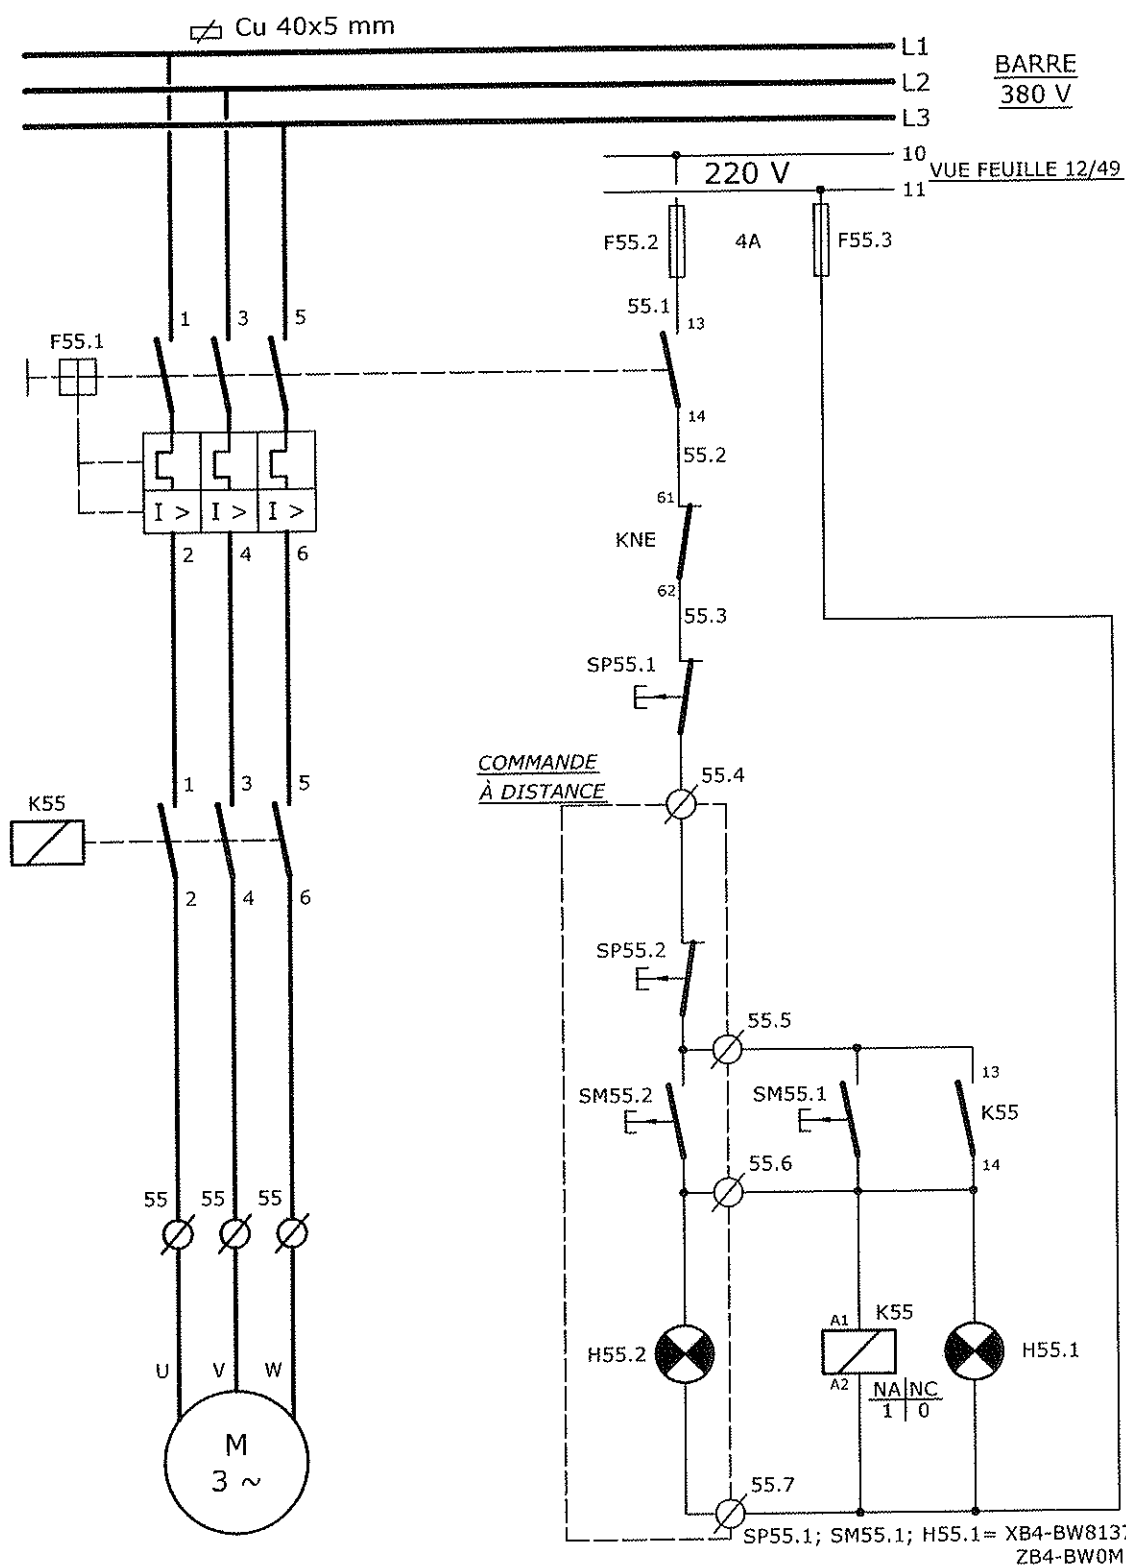 Cu 40x5 mm
L1
L2
L3
BARRE
380 V
10
220 V
VUE FEUILLE 12/49
11
F55.2
4A
F55.3
55.1
1
3
5
13
F55.1
14
55.2
I >
I >
I >
61
KNE
2
4
6
62
55.3
SP55.1
COMMANDE
À DISTANCE
55.4
1
3
5
K55
2
4
6
SP55.2
55.5
13
SM55.2
SM55.1
K55
14
55.6
55
55
55
A1
K55
H55.2
H55.1
A2
NA
NC
1
0
U
V
W
M
3 ~
55.7
SP55.1; SM55.1; H55.1= XB4-BW8137
ZB4-BW0M